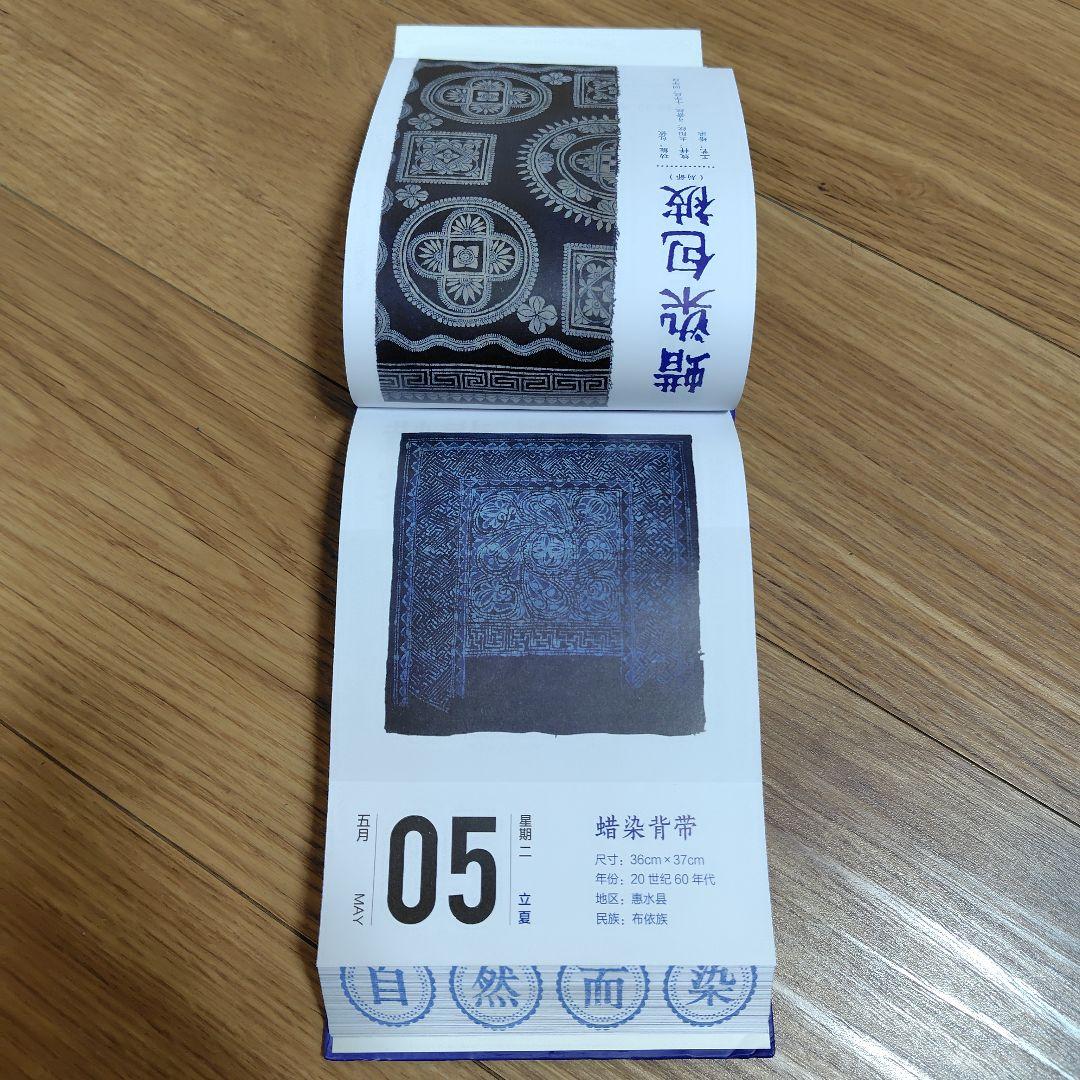 蜡染包被
（局部）
五月
MAY
05
星期二
立夏
蜡染背带
尺寸：36cm×37cm
年份：20世纪60年代
地区：惠水县
民族：布依族
自然而染